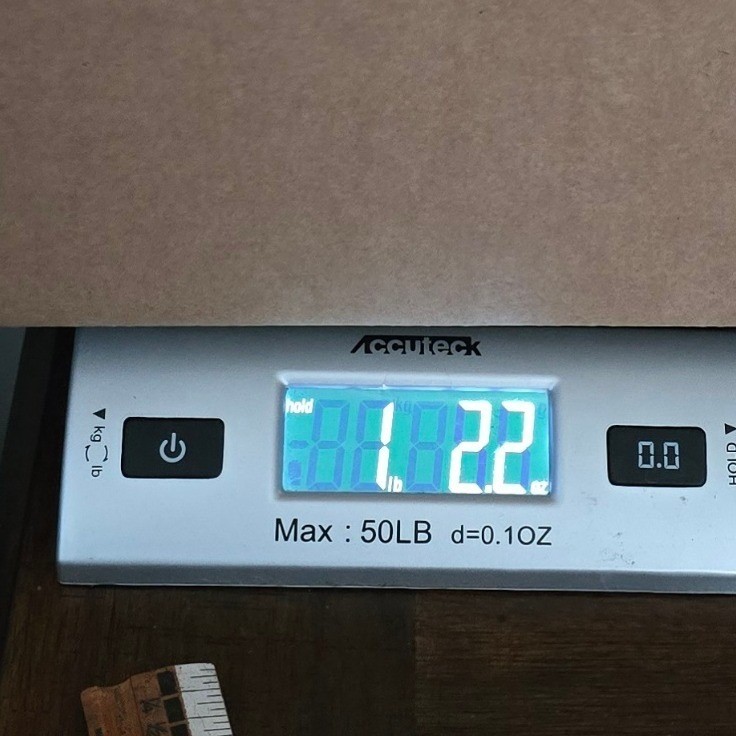 Accuteck
hold
1 lb 2.2 oz
kg lb
0.0
HOLD
Max : 50LB d=0.1OZ